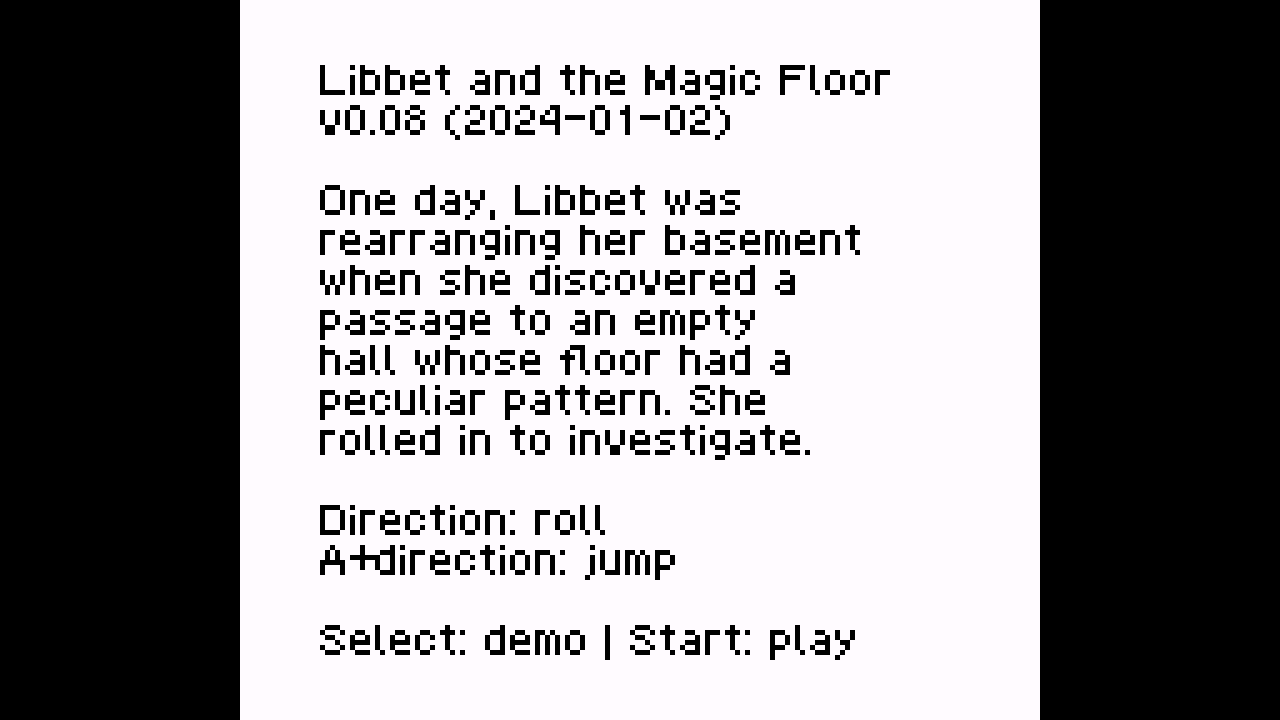 Libbet and the Magic Floor
v0.08 (2024-01-02)
One day, Libbet was
rearranging her basement
when she discovered a
passage to an empty
hall whose floor had a
peculiar pattern. She
rolled in to investigate.
Direction: roll
A+direction: jump
Select: demo | Start: play